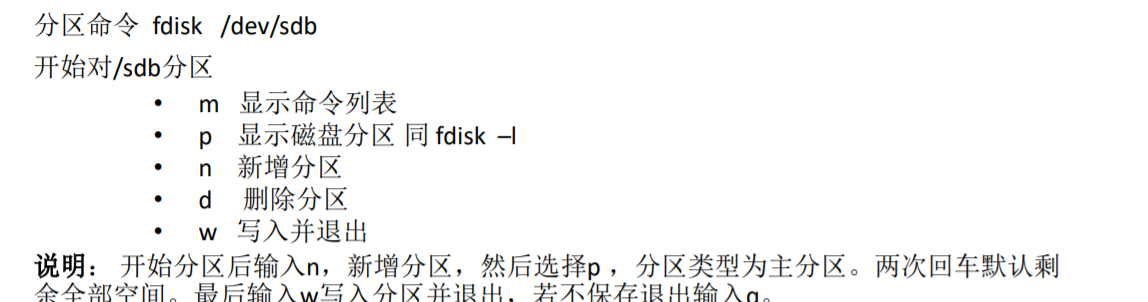 分区命令 fdisk /dev/sdb
开始对/sdb分区
• m 显示命令列表
• p 显示磁盘分区 同 fdisk –l
• n 新增分区
• d 删除分区
• w 写入并退出
说明： 开始分区后输入n，新增分区，然后选择p ，分区类型为主分区。两次回车默认剩
余全部空间。最后输入w写入分区并退出，若不保存退出输入q。